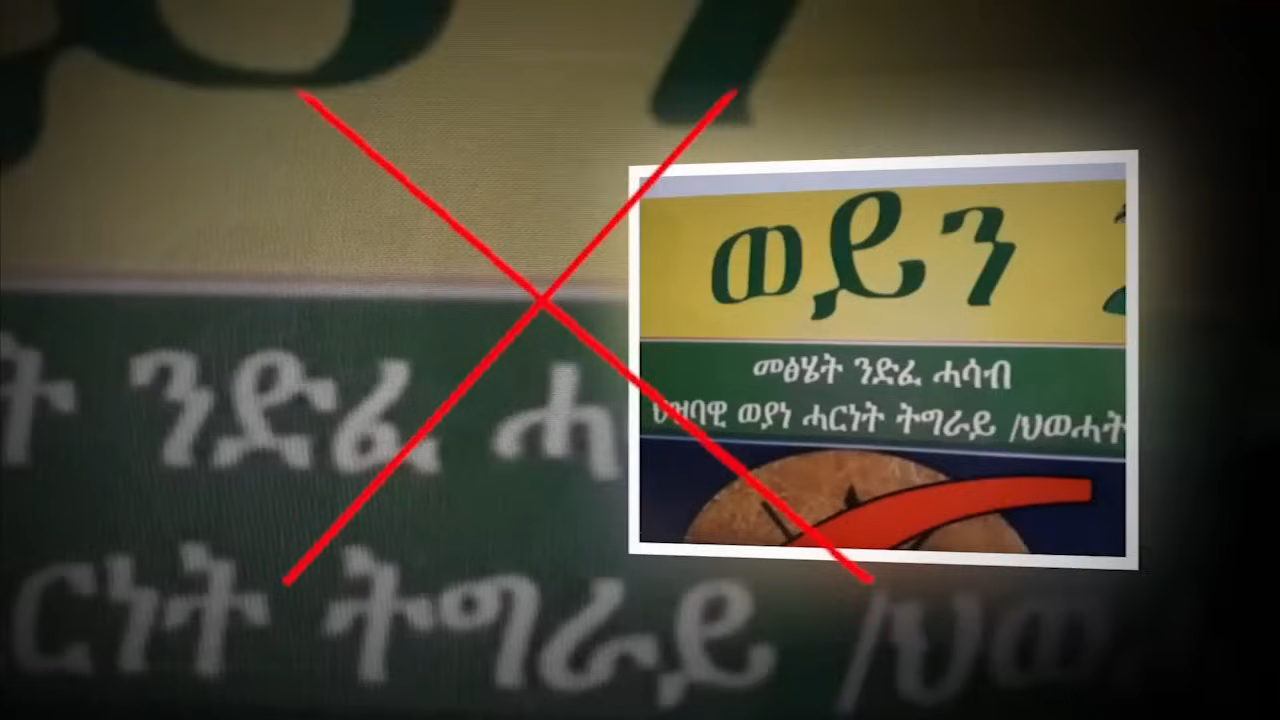 ወይን
መፅሄት ንድፈ ሓሳብ
ህዝባዊ ወያነ ሓርነት ትግራይ /ህወሓት
ት ንድፈ ሓ
ርነት ትግራይ /ህወ